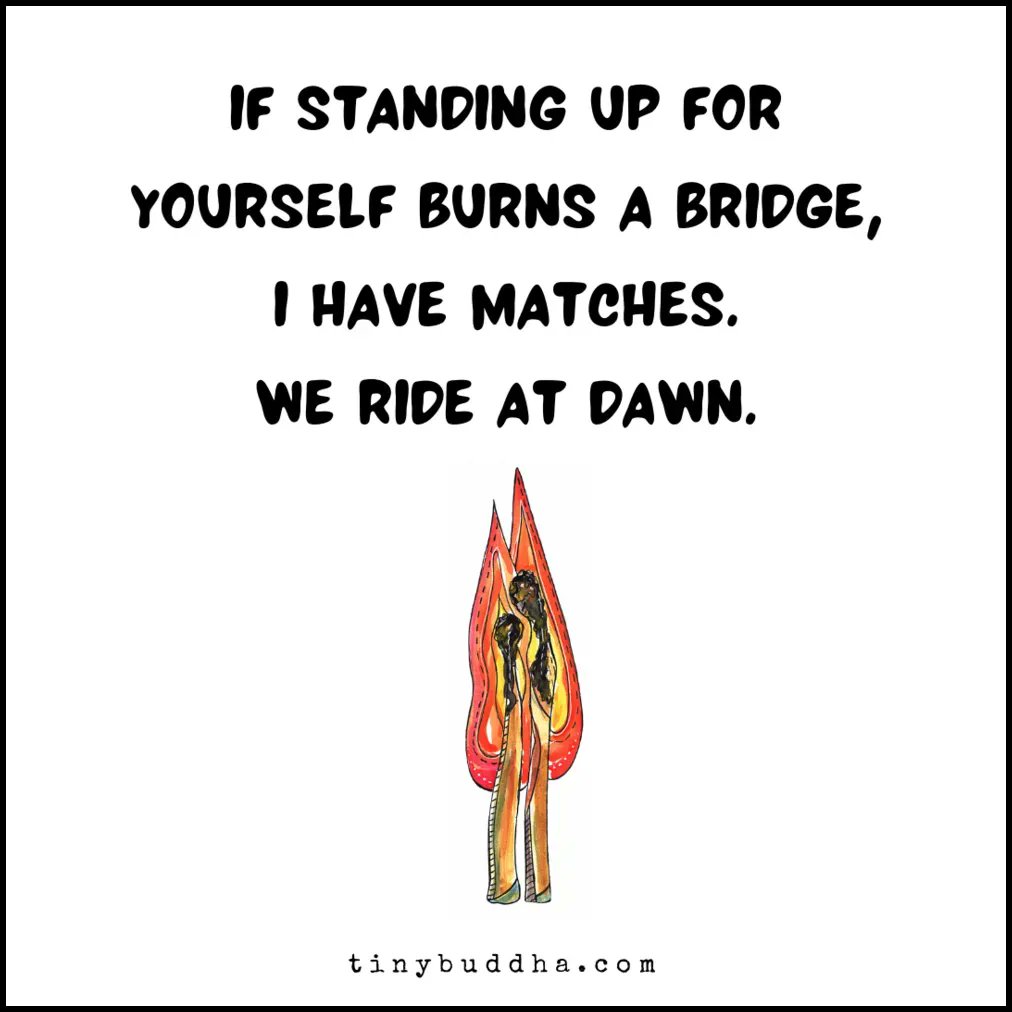 IF STANDING UP FOR
YOURSELF BURNS A BRIDGE,
I HAVE MATCHES.
WE RIDE AT DAWN.
tinybuddha.com